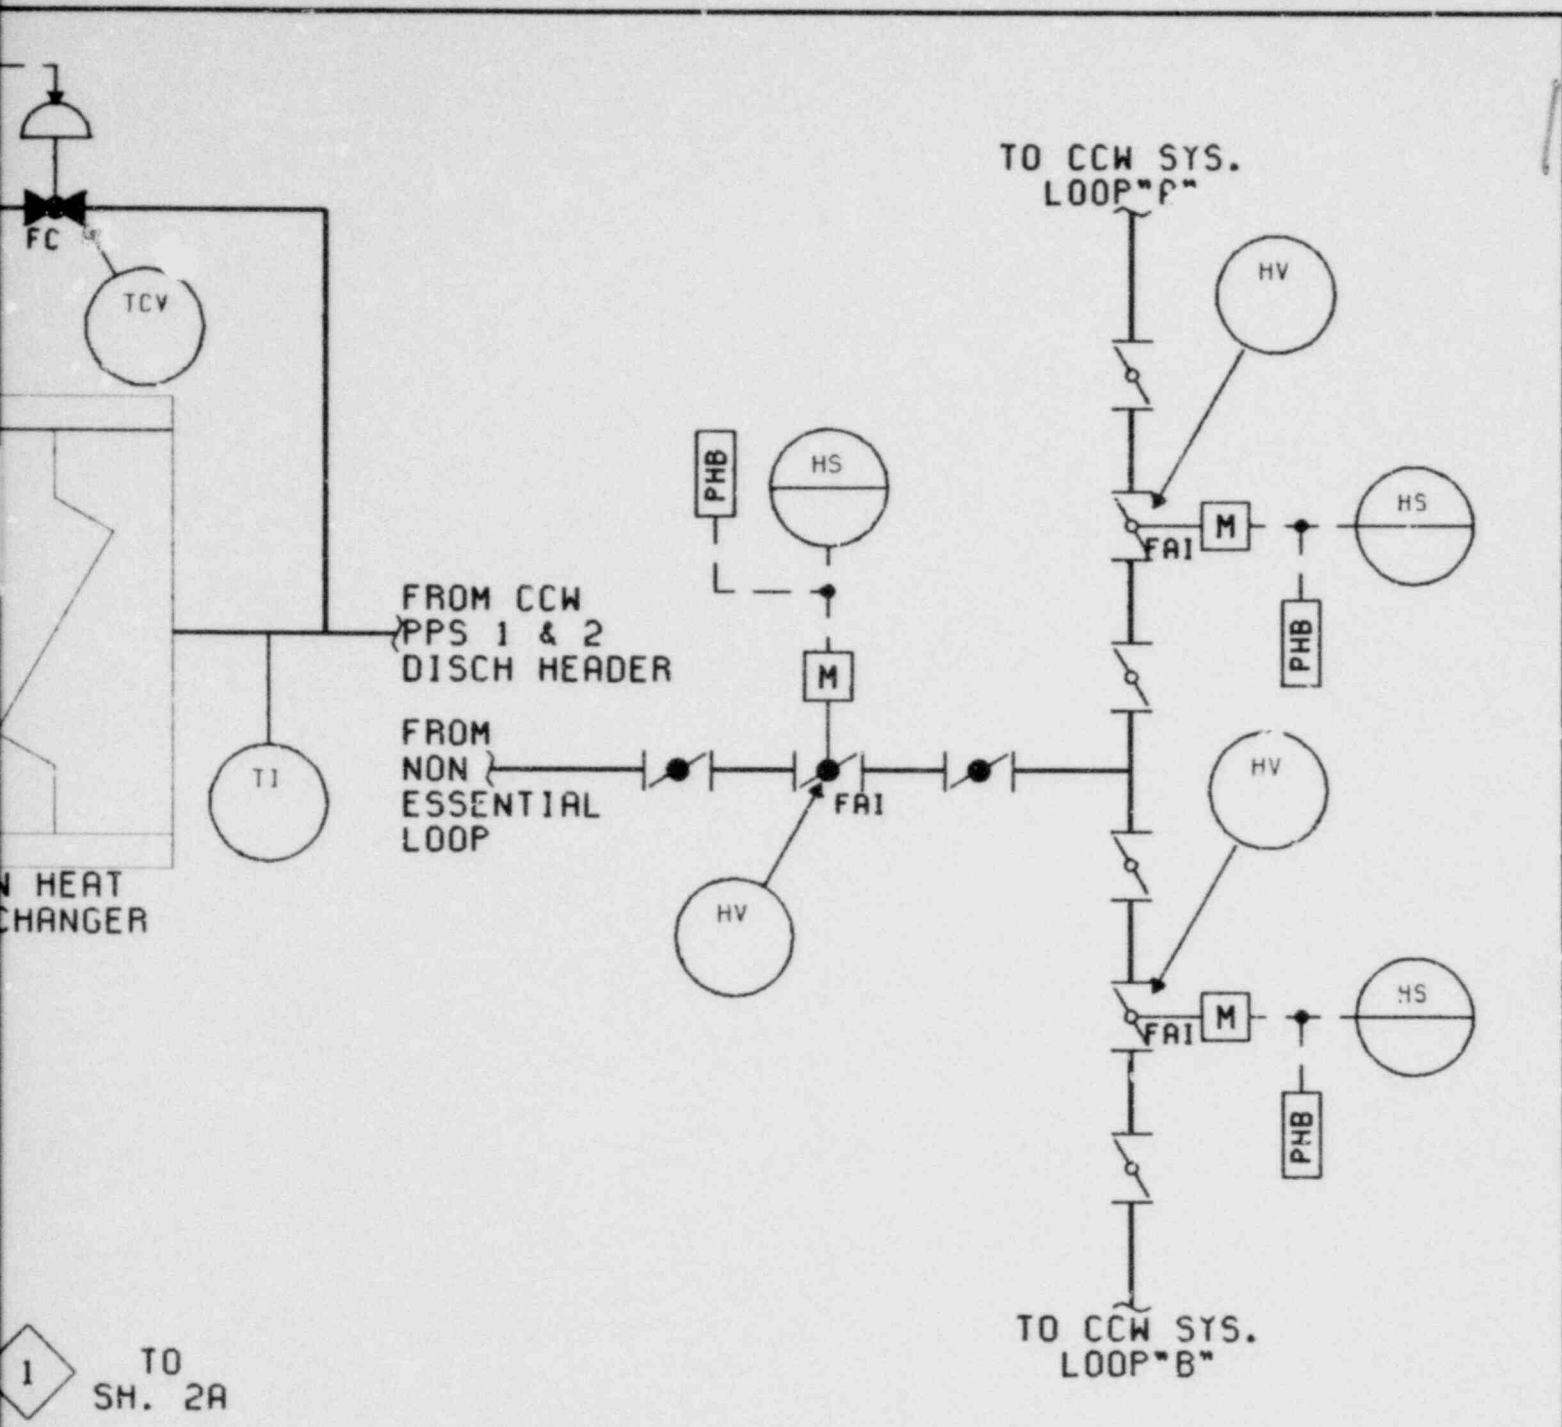 TO CCW SYS.
LOOP"A"
FC
TCV
HV
PHB
HS
HS
M
FAI
PHB
FROM CCW
PPS 1 & 2
DISCH HEADER
M
FROM
NON
ESSENTIAL
LOOP
FAI
TI
HV
HV
N HEAT
CHANGER
HS
M
FAI
PHB
TO CCW SYS.
LOOP"B"
1
TO
SH. 2A